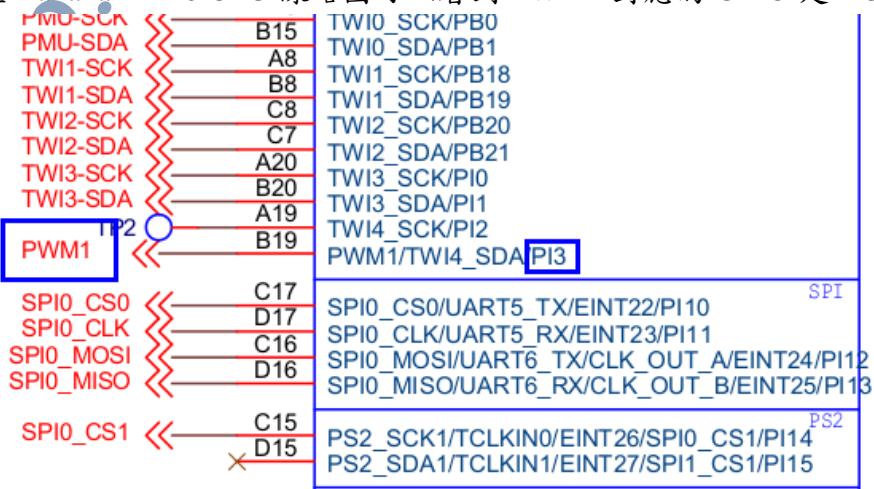 PMU-SCK TWI0_SCK/PB0
PMU-SDA B15 TWI0_SDA/PB1
TWI1-SCK A8 TWI1_SCK/PB18
TWI1-SDA B8 TWI1_SDA/PB19
TWI2-SCK C8 TWI2_SCK/PB20
TWI2-SDA C7 TWI2_SDA/PB21
TWI3-SCK A20 TWI3_SCK/PI0
TWI3-SDA B20 TWI3_SDA/PI1
TP2 A19 TWI4_SCK/PI2
PWM1 B19 PWM1/TWI4_SDA/PI3
SPI
SPI0_CS0 C17 SPI0_CS0/UART5_TX/EINT22/PI10
SPI0_CLK D17 SPI0_CLK/UART5_RX/EINT23/PI11
SPI0_MOSI C16 SPI0_MOSI/UART6_TX/CLK_OUT_A/EINT24/PI12
SPI0_MISO D16 SPI0_MISO/UART6_RX/CLK_OUT_B/EINT25/PI13
PS2
SPI0_CS1 C15 PS2_SCK1/TCLKIN0/EINT26/SPI0_CS1/PI14
D15 PS2_SDA1/TCLKIN1/EINT27/SPI1_CS1/PI15